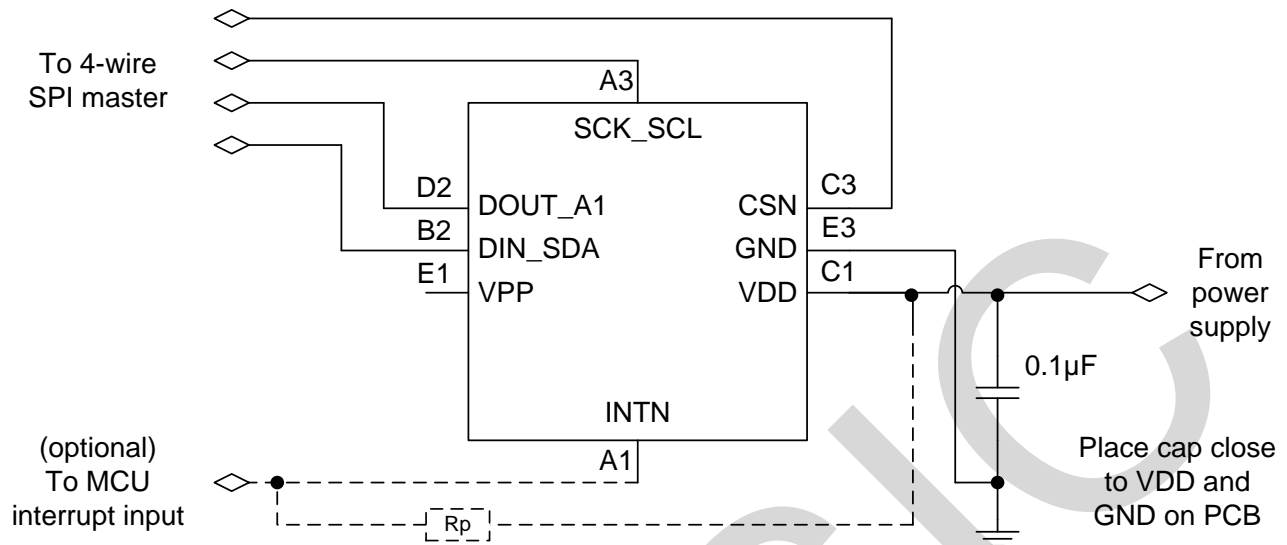 To 4-wire
SPI master
A3
SCK_SCL
D2
DOUT_A1
B2
DIN_SDA
E1
VPP
C3
CSN
E3
GND
C1
VDD
From
power
supply
0.1µF
INTN
A1
(optional)
To MCU
interrupt input
Rp
Place cap close
to VDD and
GND on PCB